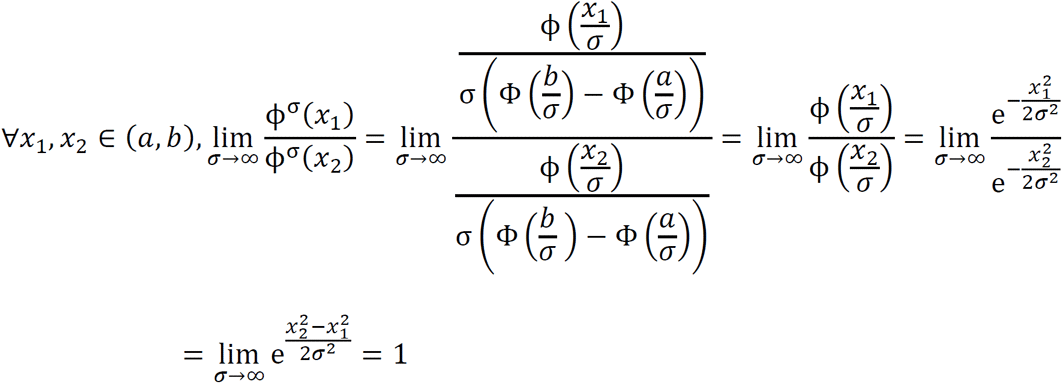 ∀x₁, x₂ ∈ (a, b), lim_{σ→∞} ϕ^σ(x₁)/ϕ^σ(x₂) = lim_{σ→∞} (ϕ(x₁/σ)/(σ(Φ(b/σ) − Φ(a/σ))))/(ϕ(x₂/σ)/(σ(Φ(b/σ) − Φ(a/σ)))) = lim_{σ→∞} ϕ(x₁/σ)/ϕ(x₂/σ) = lim_{σ→∞} e^{−x₁²/2σ²}/e^{−x₂²/2σ²}
= lim_{σ→∞} e^{(x₂²−x₁²)/2σ²} = 1